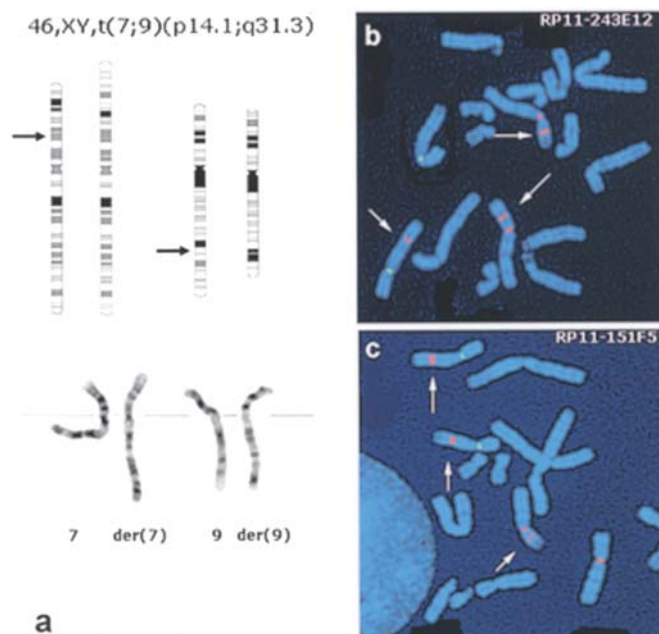 46,XY,t(7;9)(p14.1;q31.3)
7 der(7) 9 der(9)
a
b RP11-243E12
c RP11-151F5